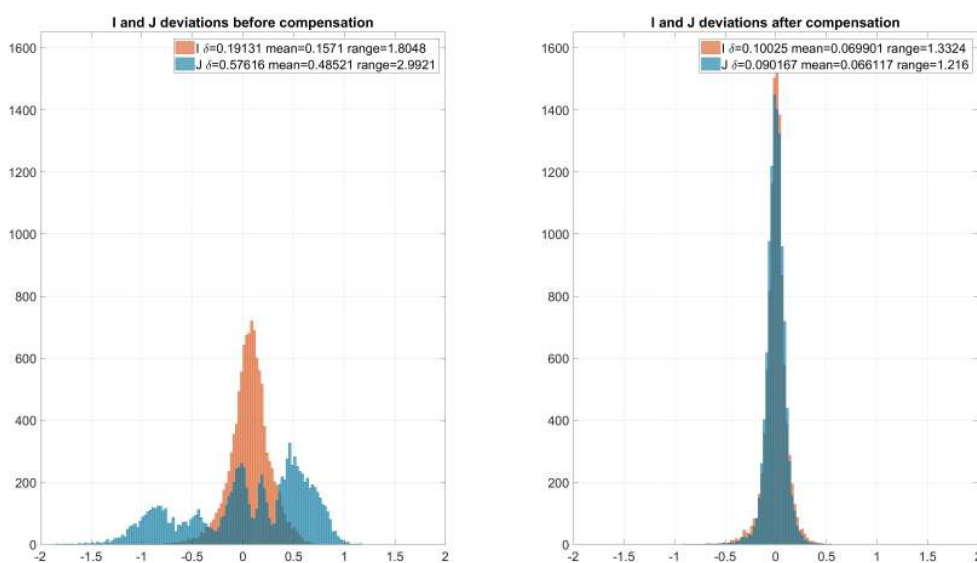 I and J deviations before compensation
I δ=0.19131 mean=0.1571 range=1.8048
J δ=0.57616 mean=0.48521 range=2.9921
1600
1400
1200
1000
800
600
400
200
0
-2 -1.5 -1 -0.5 0 0.5 1 1.5 2
I and J deviations after compensation
I δ=0.10025 mean=0.069901 range=1.3324
J δ=0.090167 mean=0.066117 range=1.216
1600
1400
1200
1000
800
600
400
200
0
-2 -1.5 -1 -0.5 0 0.5 1 1.5 2